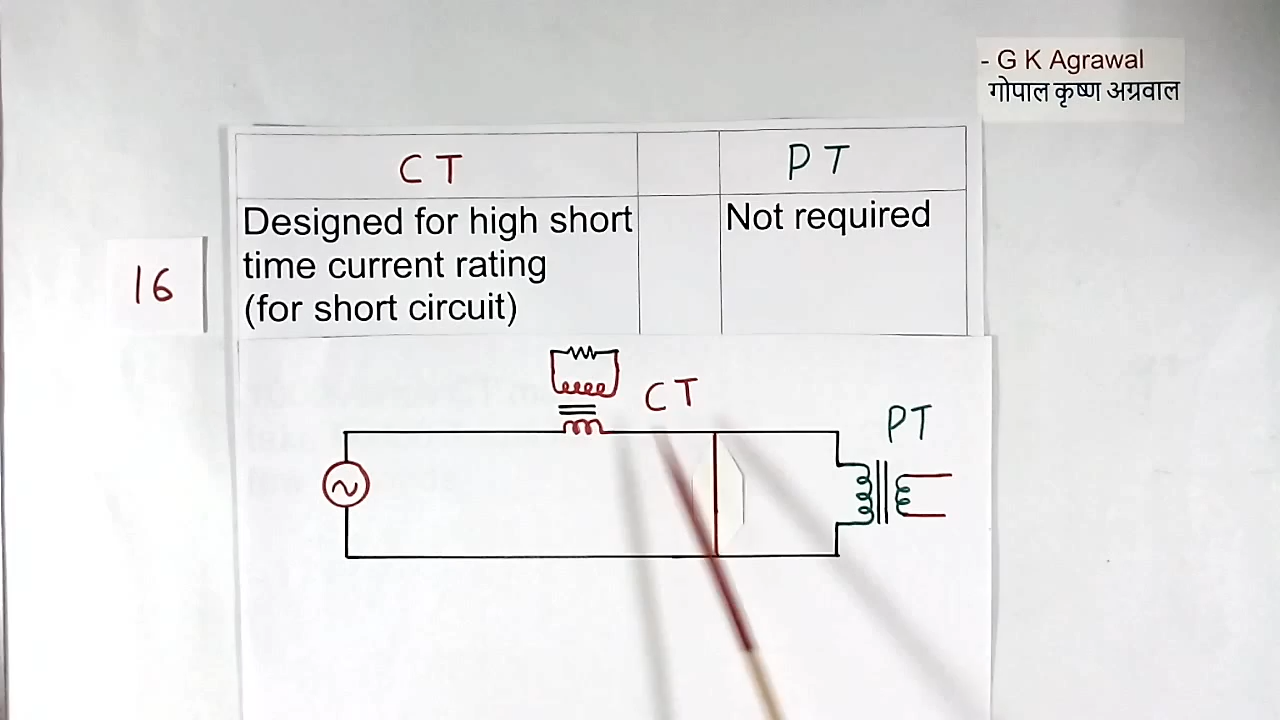 - G K Agrawal
गोपाल कृष्ण अग्रवाल
CT
PT
16
Designed for high short
time current rating
(for short circuit)
Not required
CT
PT